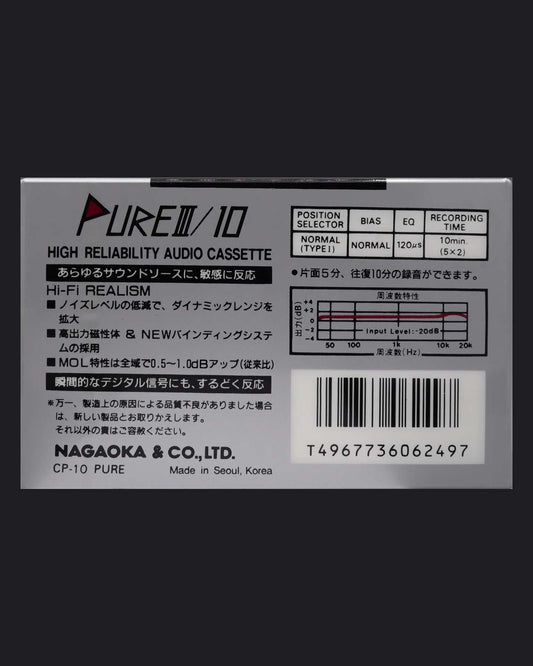 PURE III/10
HIGH RELIABILITY AUDIO CASSETTE
あらゆるサウンドソースに、敏感に反応
Hi-Fi REALISM
■ノイズレベルの低減で、ダイナミックレンジを
拡大
■高出力磁性体 & NEWバインディングシステ
ムの採用
■MOL特性は全域で0.5〜1.0dBアップ(従来比)
瞬間的なデジタル信号にも、するどく反応
※万一、製造上の原因による品質不良がありました場合
は、新しい製品とお取りかえします。
それ以外の責はご容赦ください。
NAGAOKA & CO., LTD.
CP-10 PURE Made in Seoul, Korea
POSITION SELECTOR BIAS EQ RECORDING TIME
NORMAL (TYPE I) NORMAL 120μs 10min. (5×2)
●片面5分、往復10分の録音ができます。
周波数特性
出力(dB)
+4
+2
0
-2
-4
Input Level:-20dB
50 100 1k 10k 20k
周波数(Hz)
T4967736062497